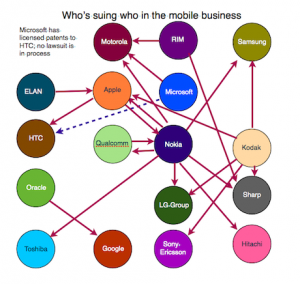 Who's suing who in the mobile business
Microsoft has
licensed patents to
HTC; no lawsuit is
in process
Motorola
RIM
Samsung
ELAN
Apple
Microsoft
HTC
Qualcomm
Nokia
Kodak
Oracle
LG-Group
Sharp
Toshiba
Google
Sony-
Ericsson
Hitachi